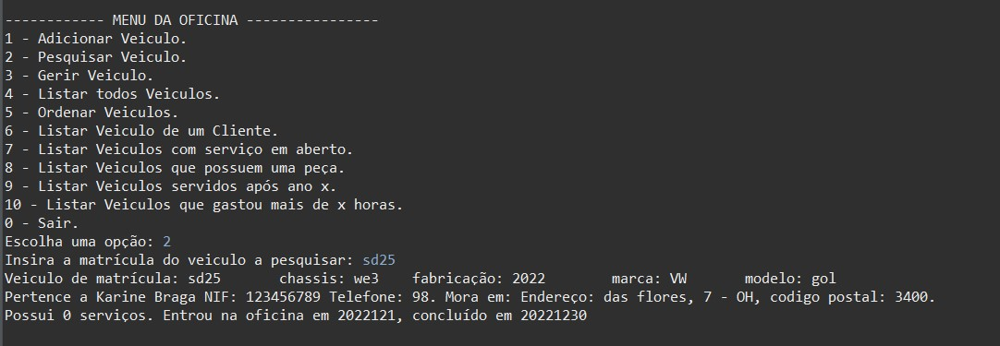 ------------ MENU DA OFICINA ----------------
1 - Adicionar Veiculo.
2 - Pesquisar Veiculo.
3 - Gerir Veiculo.
4 - Listar todos Veiculos.
5 - Ordenar Veiculos.
6 - Listar Veiculo de um Cliente.
7 - Listar Veiculos com serviço em aberto.
8 - Listar Veiculos que possuem uma peça.
9 - Listar Veiculos servidos após ano x.
10 - Listar Veiculos que gastou mais de x horas.
0 - Sair.
Escolha uma opção: 2
Insira a matrícula do veiculo a pesquisar: sd25
Veiculo de matrícula: sd25 chassis: we3 fabricação: 2022 marca: VW modelo: gol
Pertence a Karine Braga NIF: 123456789 Telefone: 98. Mora em: Endereço: das flores, 7 - OH, codigo postal: 3400.
Possui 0 serviços. Entrou na oficina em 2022121, concluído em 20221230